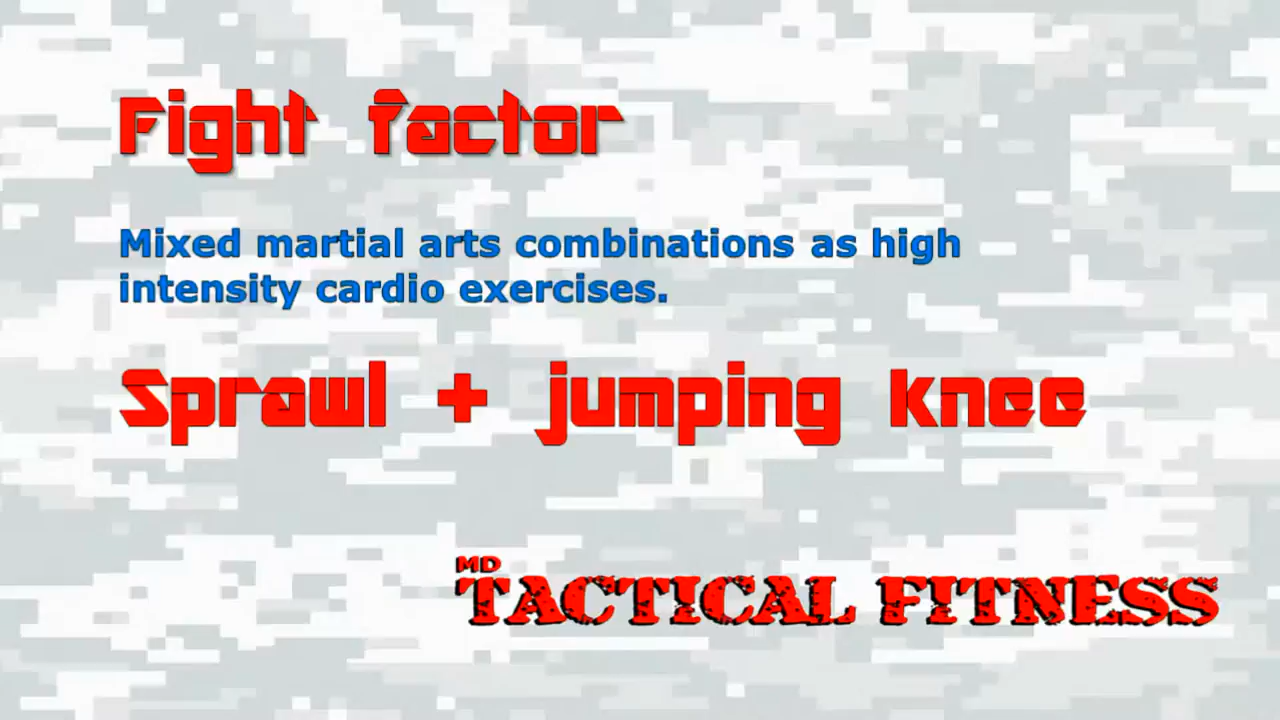 Fight factor
Mixed martial arts combinations as high
intensity cardio exercises.
Sprawl + jumping knee
MD
TACTICAL FITNESS